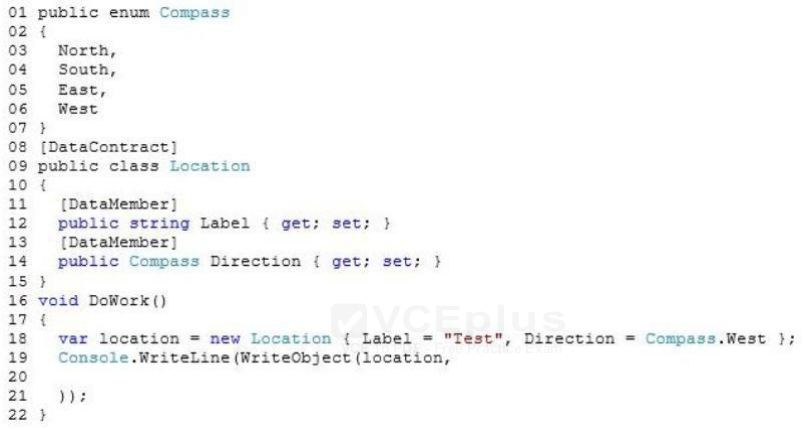 01 public enum Compass
02 {
03 North,
04 South,
05 East,
06 West
07 }
08 [DataContract]
09 public class Location
10 {
11 [DataMember]
12 public string Label { get; set; }
13 [DataMember]
14 public Compass Direction { get; set; }
15 }
16 void DoWork()
17 {
VCEplus
18 var location = new Location { Label = "Test", Direction = Compass.West };
19 Console.WriteLine(WriteObject(location,
20
21 ));
22 }